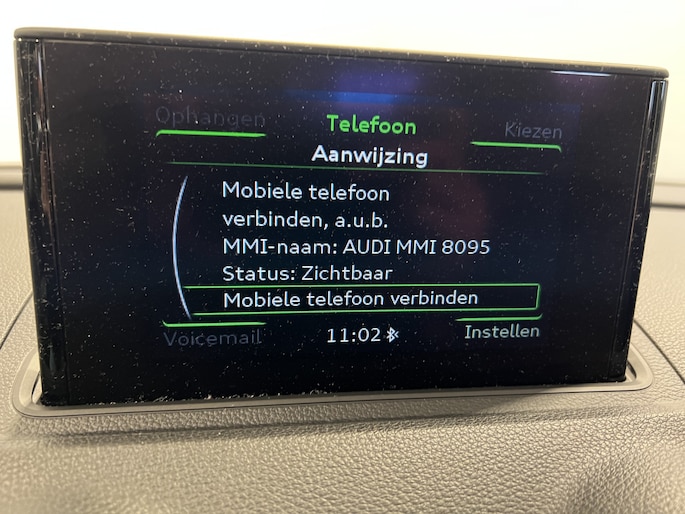 Ophangen
Telefoon
Kiezen
Aanwijzing
Mobiele telefoon
verbinden, a.u.b.
MMI-naam: AUDI MMI 8095
Status: Zichtbaar
Mobiele telefoon verbinden
Voicemail
11:02
Instellen